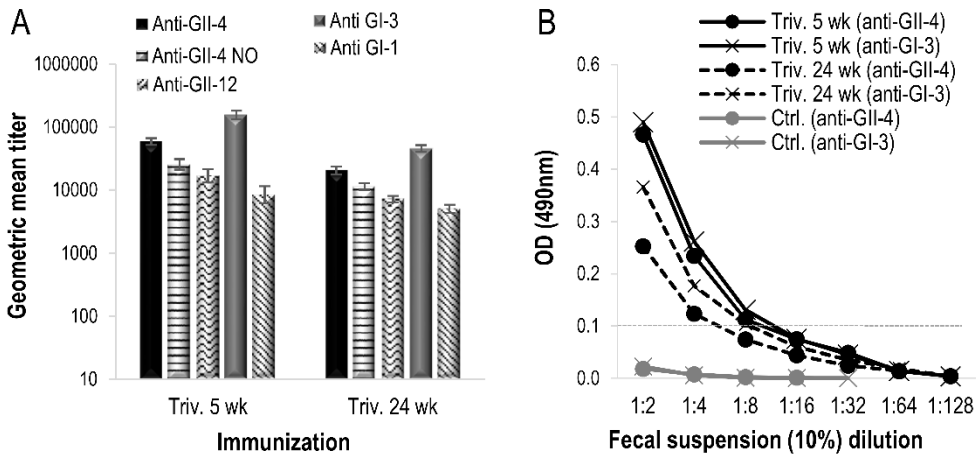 A
Anti-GII-4
Anti GI-3
Anti-GII-4 NO
Anti GI-1
Anti-GII-12
1000000
100000
10000
1000
100
10
Geometric mean titer
Triv. 5 wk
Triv. 24 wk
Immunization
B
Triv. 5 wk (anti-GII-4)
Triv. 5 wk (anti-GI-3)
Triv. 24 wk (anti-GII-4)
Triv. 24 wk (anti-GI-3)
Ctrl. (anti-GII-4)
Ctrl. (anti-GI-3)
0.6
0.5
0.4
0.3
0.2
0.1
0.0
OD (490nm)
1:2 1:4 1:8 1:16 1:32 1:64 1:128
Fecal suspension (10%) dilution